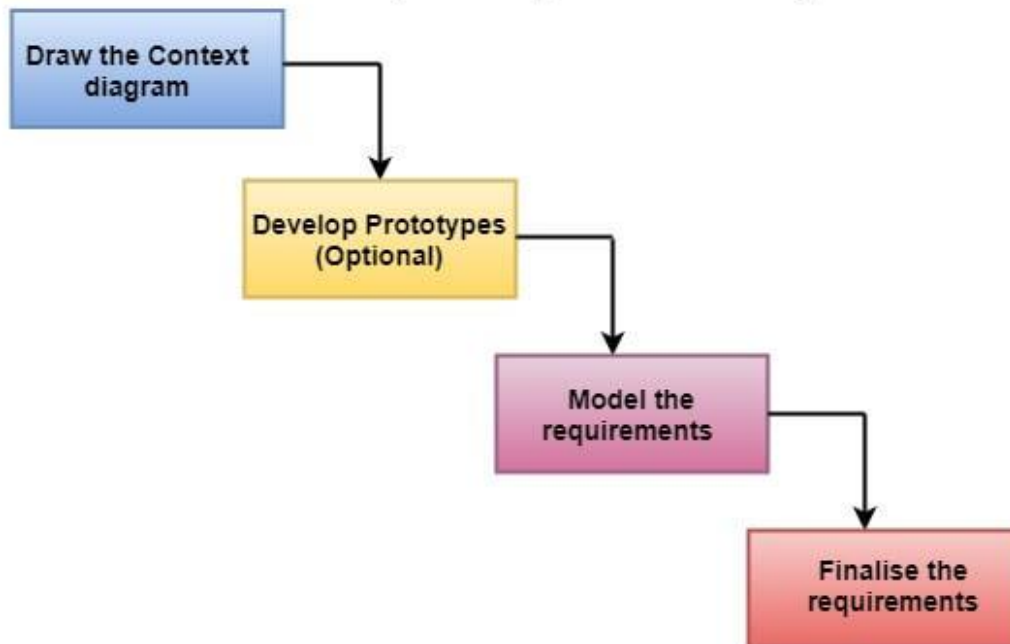 Draw the Context
diagram
Develop Prototypes
(Optional)
Model the
requirements
Finalise the
requirements